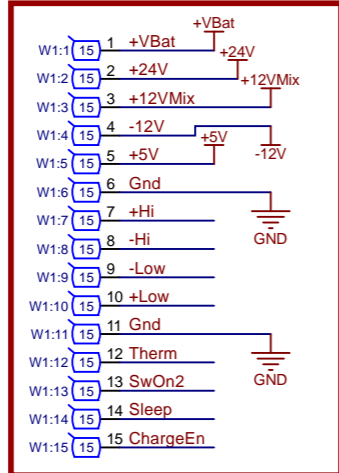 +VBat
+24V
W1:1 15 1 +VBat
W1:2 15 2 +24V
+12VMix
W1:3 15 3 +12VMix
W1:4 15 4 -12V
+5V
-12V
W1:5 15 5 +5V
W1:6 15 6 Gnd
W1:7 15 7 +Hi
GND
W1:8 15 8 -Hi
W1:9 15 9 -Low
W1:10 15 10 +Low
W1:11 15 11 Gnd
W1:12 15 12 Therm
GND
W1:13 15 13 SwOn2
W1:14 15 14 Sleep
W1:15 15 15 ChargeEn